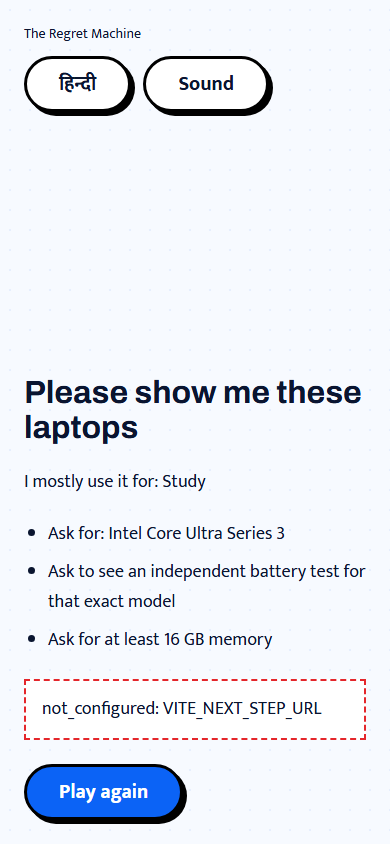 The Regret Machine
हिन्दी
Sound
Please show me these
laptops
I mostly use it for: Study
Ask for: Intel Core Ultra Series 3
Ask to see an independent battery test for
that exact model
Ask for at least 16 GB memory
not_configured: VITE_NEXT_STEP_URL
Play again